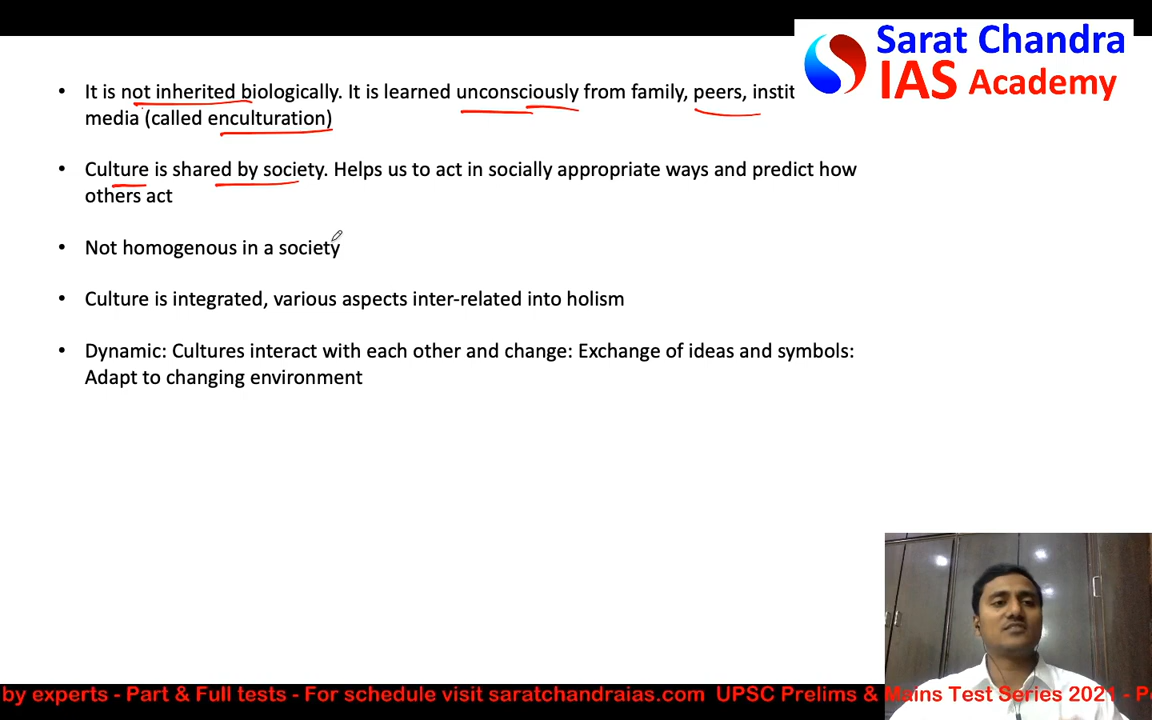 Sarat Chandra
IAS Academy
• It is not inherited biologically. It is learned unconsciously from family, peers, instit
media (called enculturation)
• Culture is shared by society. Helps us to act in socially appropriate ways and predict how
others act
• Not homogenous in a society
• Culture is integrated, various aspects inter-related into holism
• Dynamic: Cultures interact with each other and change: Exchange of ideas and symbols:
Adapt to changing environment
by experts - Part & Full tests - For schedule visit saratchandraias.com UPSC Prelims & Mains Test Series 2021 - P